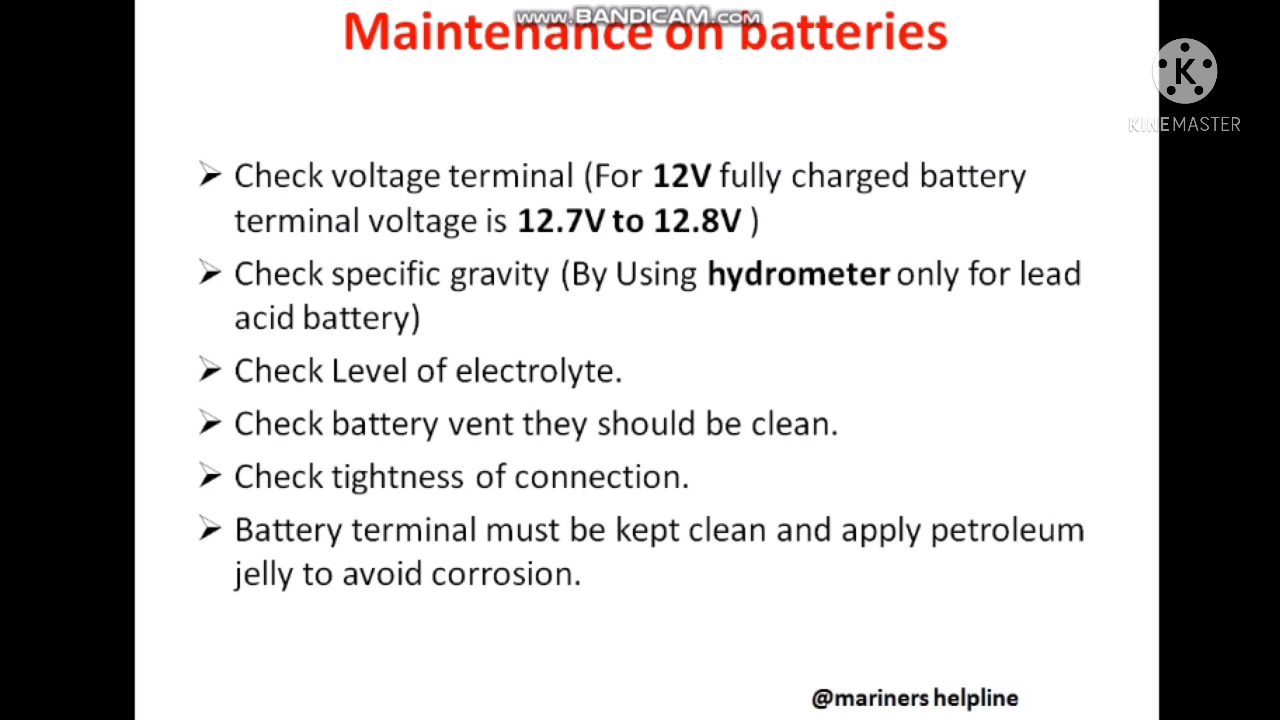 www.BANDICAM.com
Maintenance on batteries
K
KINEMASTER
➢ Check voltage terminal (For 12V fully charged battery
terminal voltage is 12.7V to 12.8V )
➢ Check specific gravity (By Using hydrometer only for lead
acid battery)
➢ Check Level of electrolyte.
➢ Check battery vent they should be clean.
➢ Check tightness of connection.
➢ Battery terminal must be kept clean and apply petroleum
jelly to avoid corrosion.
@mariners helpline